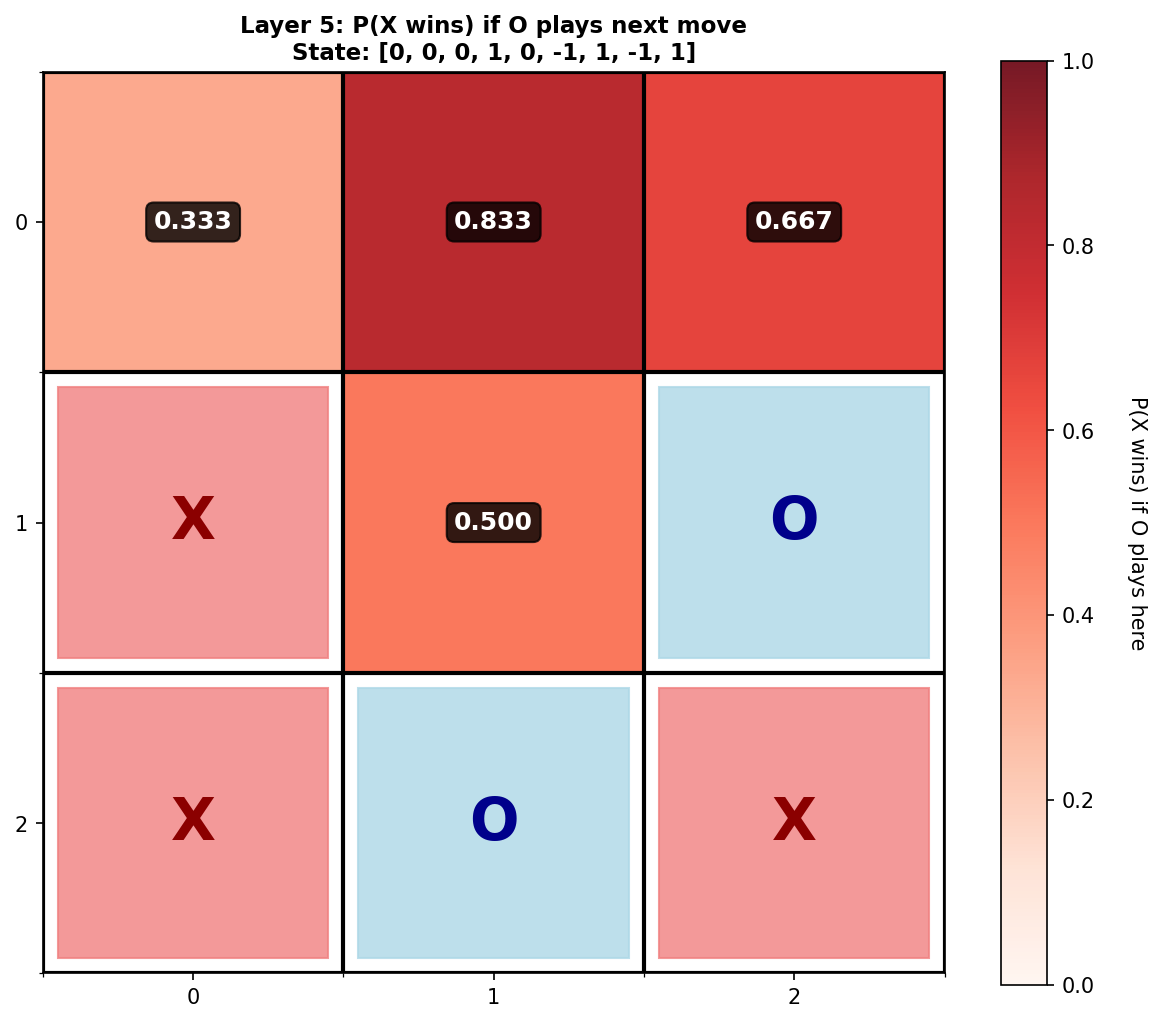 Layer 5: P(X wins) if O plays next move
State: [0, 0, 0, 1, 0, -1, 1, -1, 1]
0
0.333
0.833
0.667
1
X
0.500
O
2
X
O
X
0
1
2
1.0
0.8
0.6
0.4
0.2
0.0
P(X wins) if O plays here